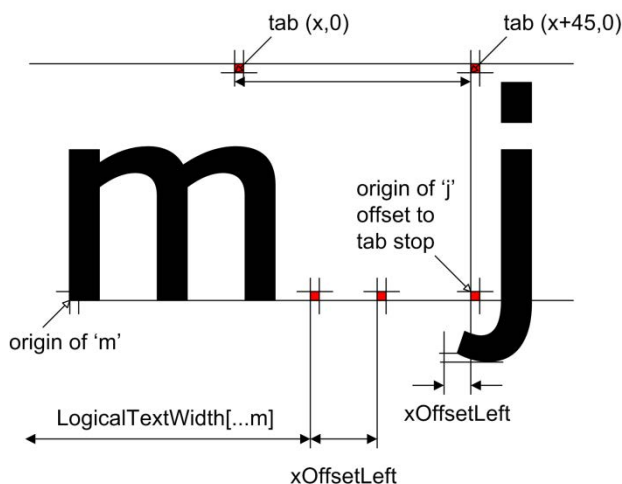 tab (x,0)
tab (x+45,0)
m
j
origin of ‘j’
offset to
tab stop
origin of ‘m’
xOffsetLeft
LogicalTextWidth[...m]
xOffsetLeft